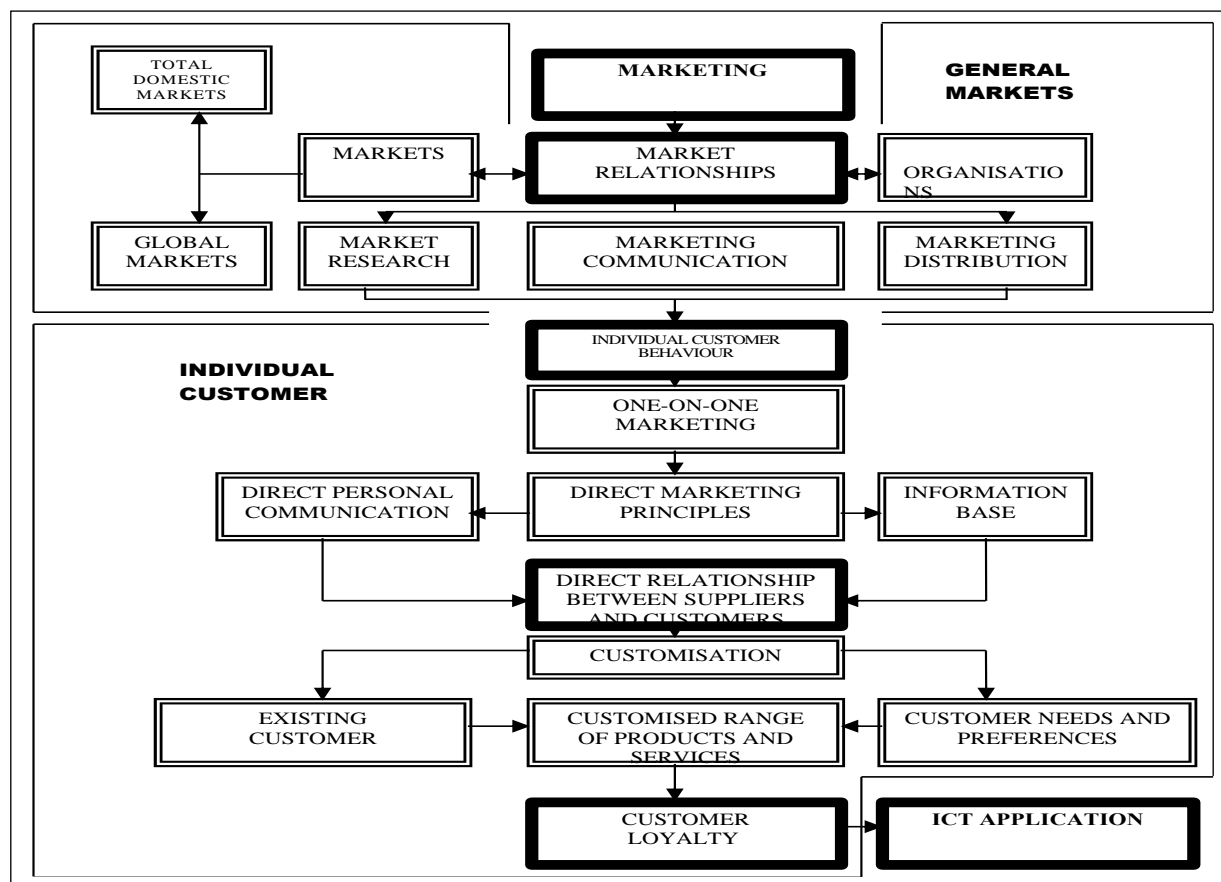 TOTAL
DOMESTIC
MARKETS
MARKETING
GENERAL
MARKETS
MARKETS
MARKET
RELATIONSHIPS
ORGANISATIO
NS
GLOBAL
MARKETS
MARKET
RESEARCH
MARKETING
COMMUNICATION
MARKETING
DISTRIBUTION
INDIVIDUAL CUSTOMER
BEHAVIOUR
INDIVIDUAL
CUSTOMER
ONE-ON-ONE
MARKETING
DIRECT PERSONAL
COMMUNICATION
DIRECT MARKETING
PRINCIPLES
INFORMATION
BASE
DIRECT RELATIONSHIP
BETWEEN SUPPLIERS
AND CUSTOMERS
CUSTOMISATION
EXISTING
CUSTOMER
CUSTOMISED RANGE
OF PRODUCTS AND
SERVICES
CUSTOMER NEEDS AND
PREFERENCES
CUSTOMER
LOYALTY
ICT APPLICATION